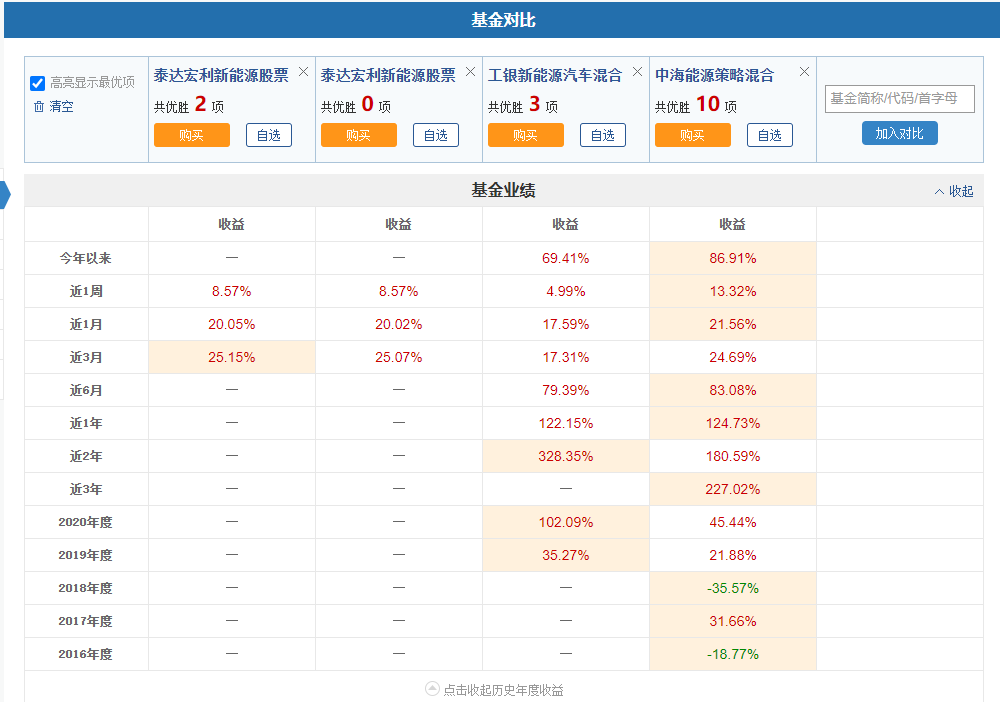 基金对比
高亮显示最优项
清空
泰达宏利新能源股票
共优胜 2 项
购买 自选
泰达宏利新能源股票
共优胜 0 项
购买 自选
工银新能源汽车混合
共优胜 3 项
购买 自选
中海能源策略混合
共优胜 10 项
购买 自选
基金简称/代码/首字母
加入对比
基金业绩 收起
收益 收益 收益 收益
今年以来 — — 69.41% 86.91%
近1周 8.57% 8.57% 4.99% 13.32%
近1月 20.05% 20.02% 17.59% 21.56%
近3月 25.15% 25.07% 17.31% 24.69%
近6月 — — 79.39% 83.08%
近1年 — — 122.15% 124.73%
近2年 — — 328.35% 180.59%
近3年 — — — 227.02%
2020年度 — — 102.09% 45.44%
2019年度 — — 35.27% 21.88%
2018年度 — — — -35.57%
2017年度 — — — 31.66%
2016年度 — — — -18.77%
点击收起历史年度收益